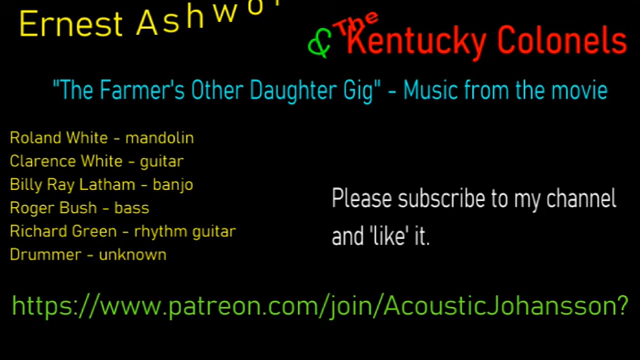 Ernest Ashwo
& The Kentucky Colonels
"The Farmer's Other Daughter Gig" - Music from the movie
Roland White - mandolin
Clarence White - guitar
Billy Ray Latham - banjo
Roger Bush - bass
Richard Green - rhythm guitar
Drummer - unknown
Please subscribe to my channel
and 'like' it.
https://www.patreon.com/join/AcousticJohansson?